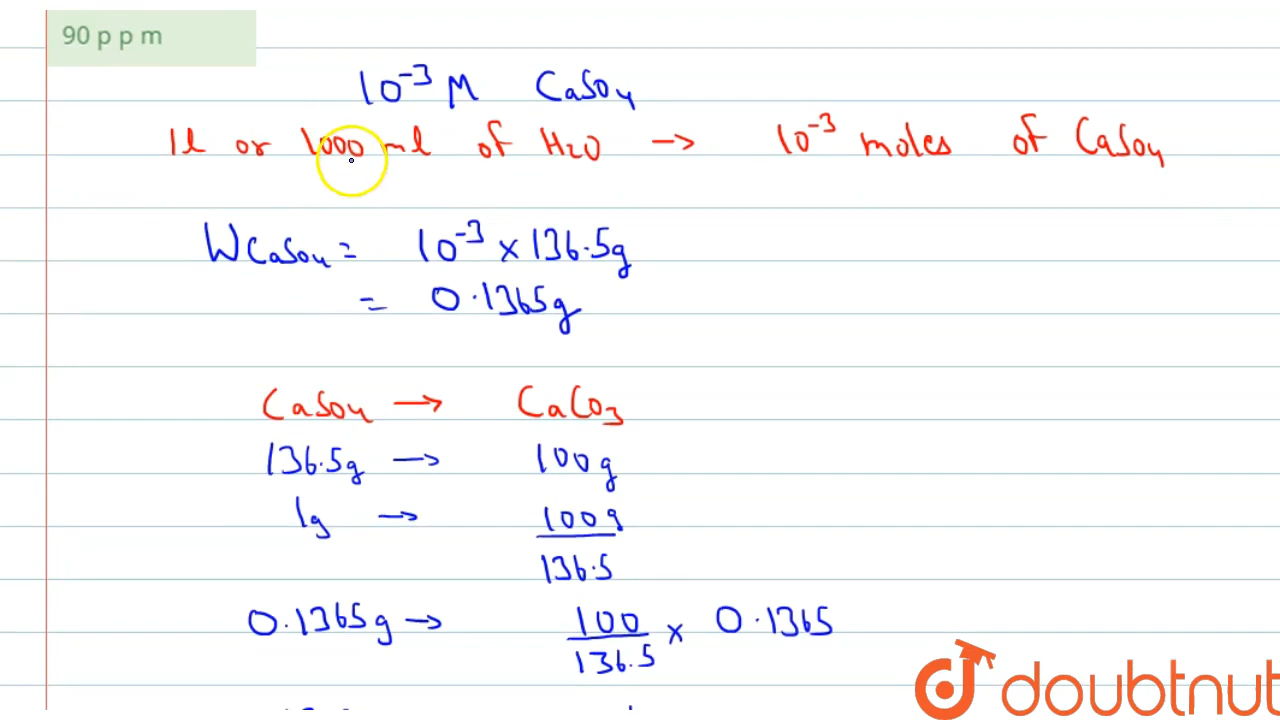 90 p p m
10⁻³ M CaSO4
1l or 1000 ml of H2O → 10⁻³ moles of CaSO4
WCaSO4 = 10⁻³ × 136.5g
= 0.1365g
CaSO4 → CaCO3
136.5g → 100g
1g → 100g
136.5
0.1365g → 100/136.5 × 0.1365
doubtnut